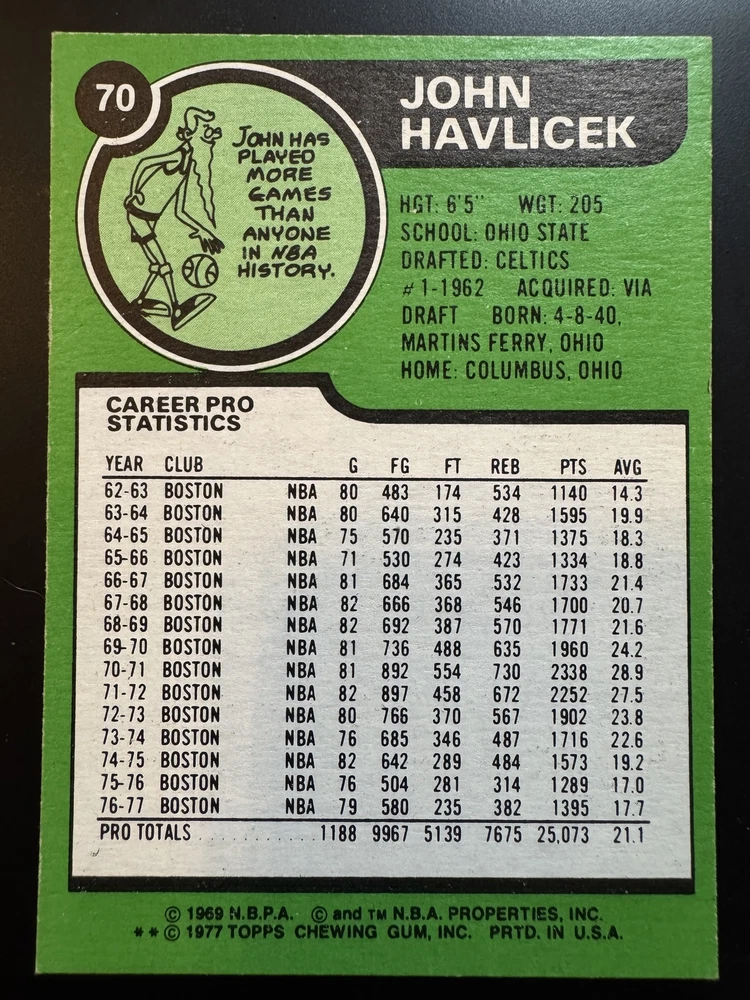 70
JOHN
HAVLICEK
JOHN HAS
PLAYED
MORE
GAMES
THAN
ANYONE
IN NBA
HISTORY.
HGT: 6'5" WGT: 205
SCHOOL: OHIO STATE
DRAFTED: CELTICS
#1-1962 ACQUIRED: VIA
DRAFT BORN: 4-8-40,
MARTINS FERRY, OHIO
HOME: COLUMBUS, OHIO
CAREER PRO
STATISTICS
YEAR CLUB G FG FT REB PTS AVG
62-63 BOSTON NBA 80 483 174 534 1140 14.3
63-64 BOSTON NBA 80 640 315 428 1595 19.9
64-65 BOSTON NBA 75 570 235 371 1375 18.3
65-66 BOSTON NBA 71 530 274 423 1334 18.8
66-67 BOSTON NBA 81 684 365 532 1733 21.4
67-68 BOSTON NBA 82 666 368 546 1700 20.7
68-69 BOSTON NBA 82 692 387 570 1771 21.6
69-70 BOSTON NBA 81 736 488 635 1960 24.2
70-71 BOSTON NBA 81 892 554 730 2338 28.9
71-72 BOSTON NBA 82 897 458 672 2252 27.5
72-73 BOSTON NBA 80 766 370 567 1902 23.8
73-74 BOSTON NBA 76 685 346 487 1716 22.6
74-75 BOSTON NBA 82 642 289 484 1573 19.2
75-76 BOSTON NBA 76 504 281 314 1289 17.0
76-77 BOSTON NBA 79 580 235 382 1395 17.7
PRO TOTALS . . . . . . . . . . . . 1188 9967 5139 7675 25,073 21.1
© 1969 N.B.P.A. © and TM N.B.A. PROPERTIES, INC.
**© 1977 TOPPS CHEWING GUM, INC. PRTD. IN U.S.A.